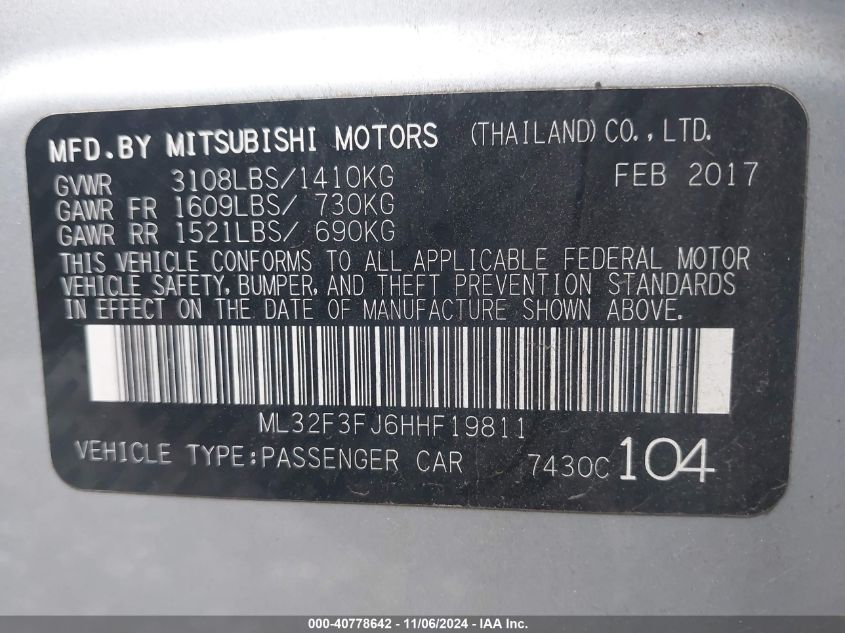 MFD.BY MITSUBISHI MOTORS (THAILAND) CO.,LTD.
GVWR 3108LBS/1410KG FEB 2017
GAWR FR 1609LBS/ 730KG
GAWR RR 1521LBS/ 690KG
THIS VEHICLE CONFORMS TO ALL APPLICABLE FEDERAL MOTOR
VEHICLE SAFETY, BUMPER, AND THEFT PREVENTION STANDARDS
IN EFFECT ON THE DATE OF MANUFACTURE SHOWN ABOVE.
ML32F3FJ6HHF19811
VEHICLE TYPE:PASSENGER CAR 7430C 104
000-40778642 - 11/06/2024 - IAA Inc.